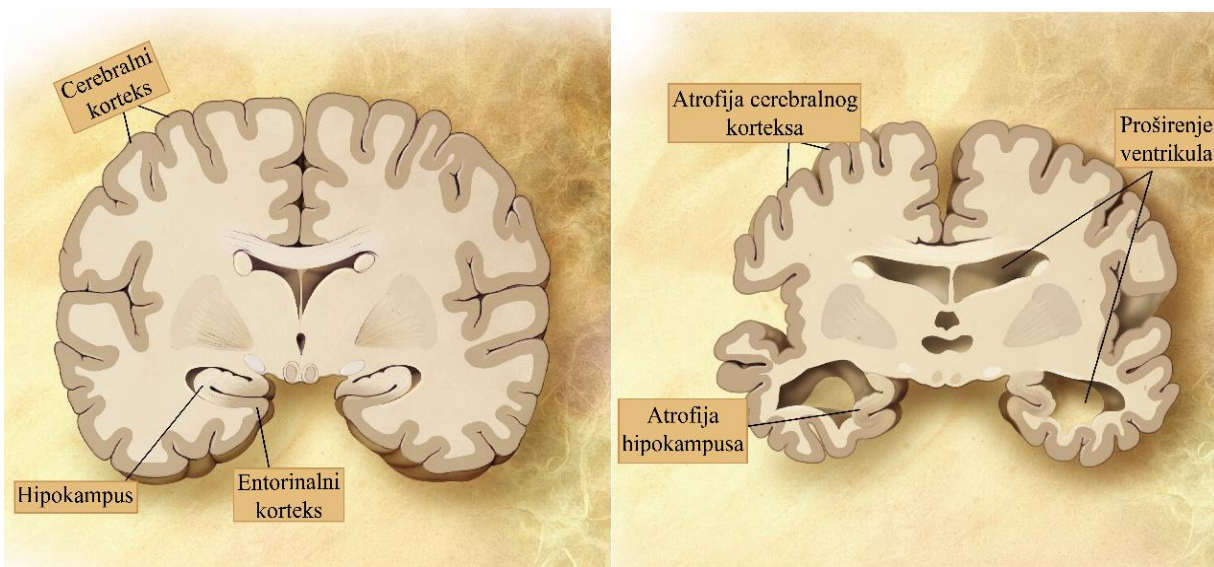 Cerebralni
korteks
Hipokampus
Entorinalni
korteks
Atrofija cerebralnog
korteksa
Proširenje
ventrikula
Atrofija
hipokampusa